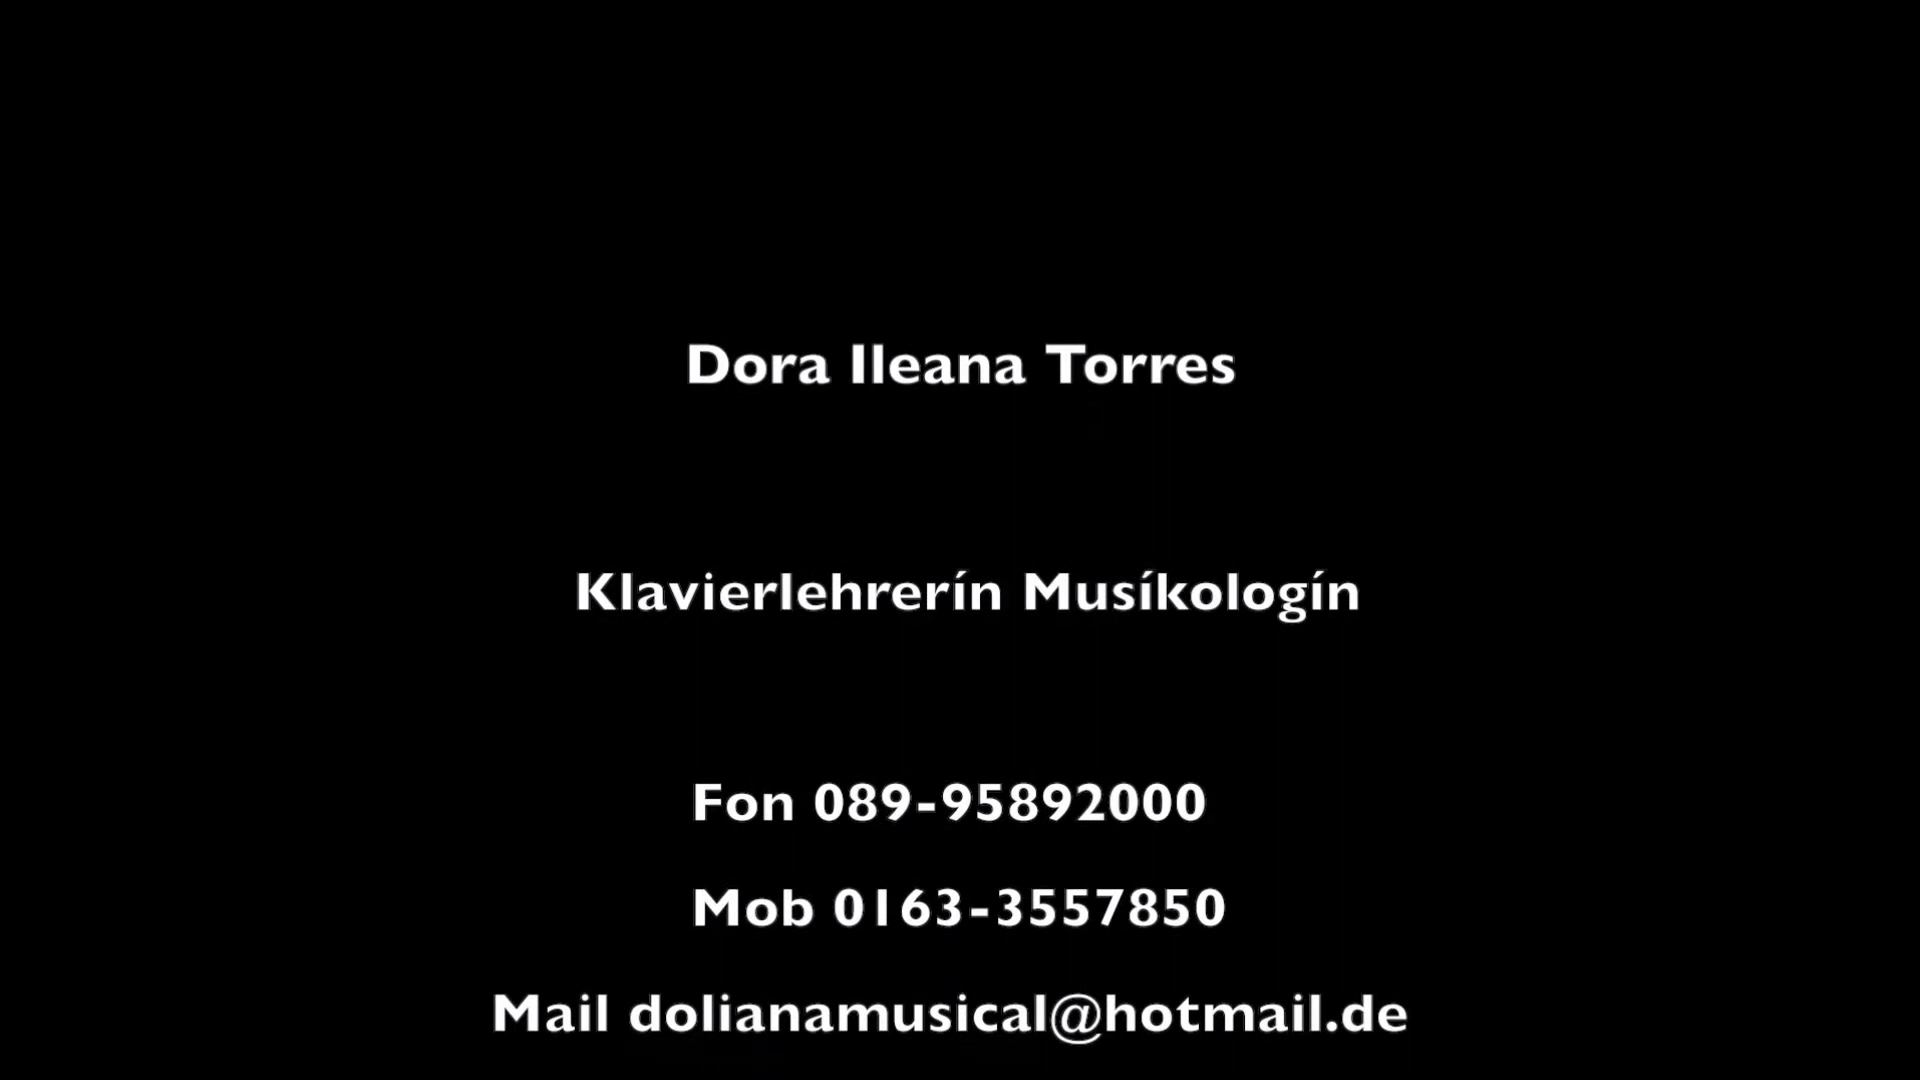 Dora Ileana Torres
Klavierlehrerín Musíkologín
Fon 089-95892000
Mob 0163-3557850
Mail dolianamusical@hotmail.de